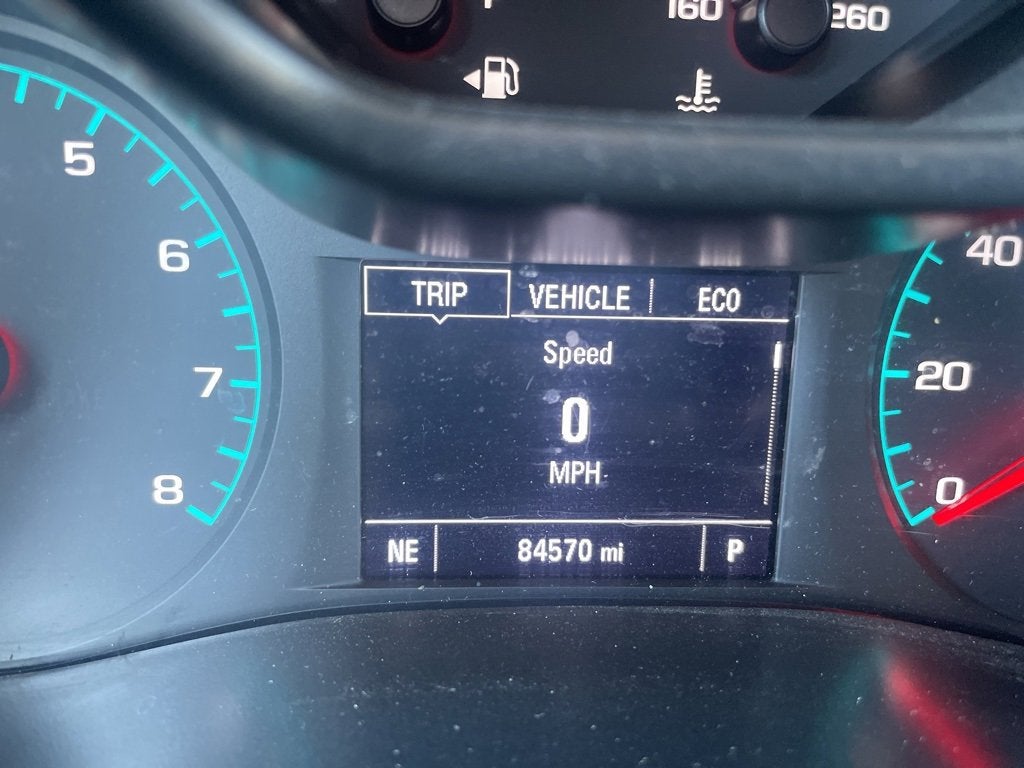 160 260
5
6
7
8
TRIP VEHICLE ECO
Speed
0
MPH
NE 84570 mi P
40
20
0